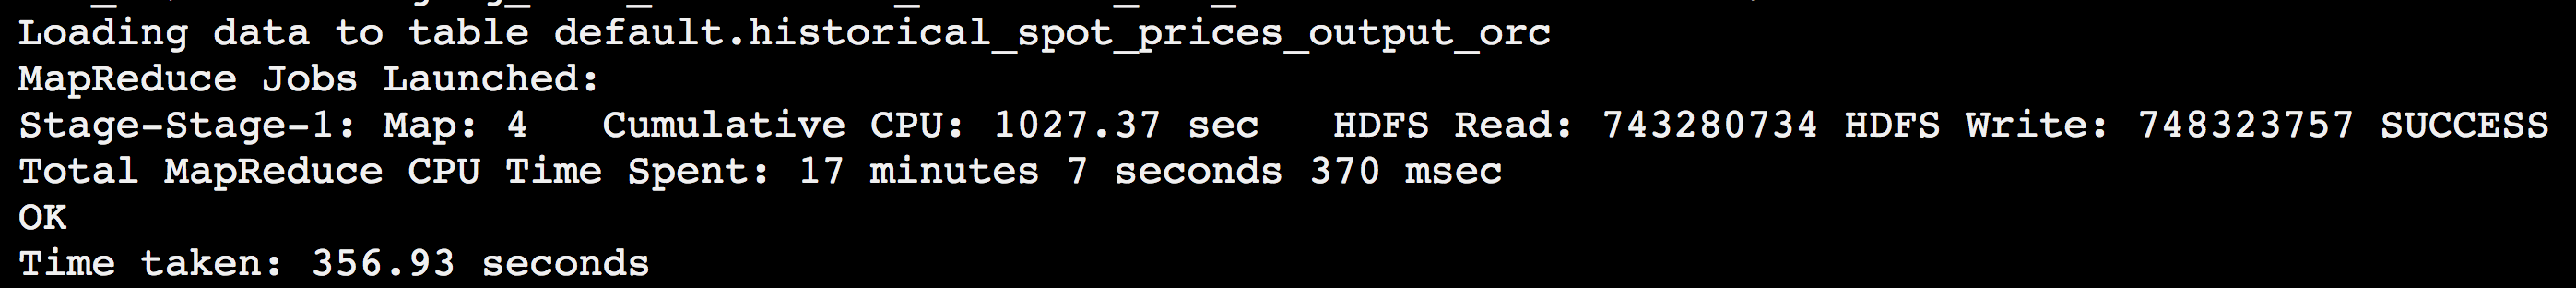 Loading data to table default.historical_spot_prices_output_orc
MapReduce Jobs Launched:
Stage-Stage-1: Map: 4   Cumulative CPU: 1027.37 sec   HDFS Read: 743280734 HDFS Write: 748323757 SUCCESS
Total MapReduce CPU Time Spent: 17 minutes 7 seconds 370 msec
OK
Time taken: 356.93 seconds